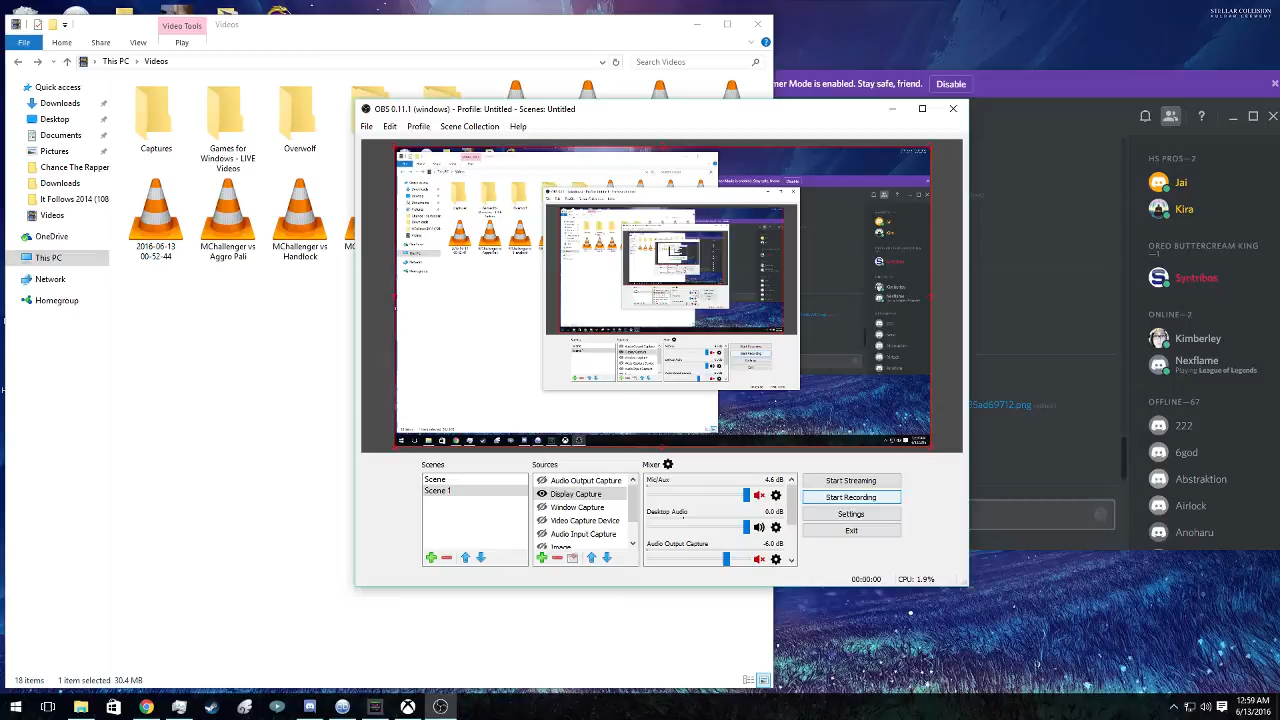 STELLAR COLLISION
VULDAR LEEWENT
Video Tools
Videos
File
Home
Share
View
Play
This PC
Videos
Search Videos
Quick access
Downloads
Desktop
Documents
Pictures
Chance The Rapper
Downloads
It Follows 2014 (108
Videos
OneDrive
This PC
Network
Homegroup
Captures
Games for
Windows - LIVE
Videos
Overwolf
2016-06-13
MChallenger vs
Aggro Pali
MChallenger vs
Handlock
18 items
1 item selected 30.4 MB
mer Mode is enabled. Stay safe, friend.
Disable
OBS 0.11.1 (windows) - Profile: Untitled - Scenes: Untitled
File
Edit
Profile
Scene Collection
Help
Scenes
Scene
Scene 1
Sources
Audio Output Capture
Display Capture
Window Capture
Video Capture Device
Audio Input Capture
Image
Mixer
Mic/Aux
4.6 dB
Desktop Audio
0.0 dB
Audio Output Capture
-6.0 dB
Start Streaming
Start Recording
Settings
Exit
00:00:00
CPU: 1.9%
HS PROS—2
Jai
Kira
OREO BUTTERCREAM KING
—1
Syntribos
ONLINE—2
Kimberley
Nexflame
Playing League of Legends
OFFLINE—67
222
6god
Abstraktion
Airlock
Anoharu
35ad69712.png (edited)
12:59 AM
6/13/2016